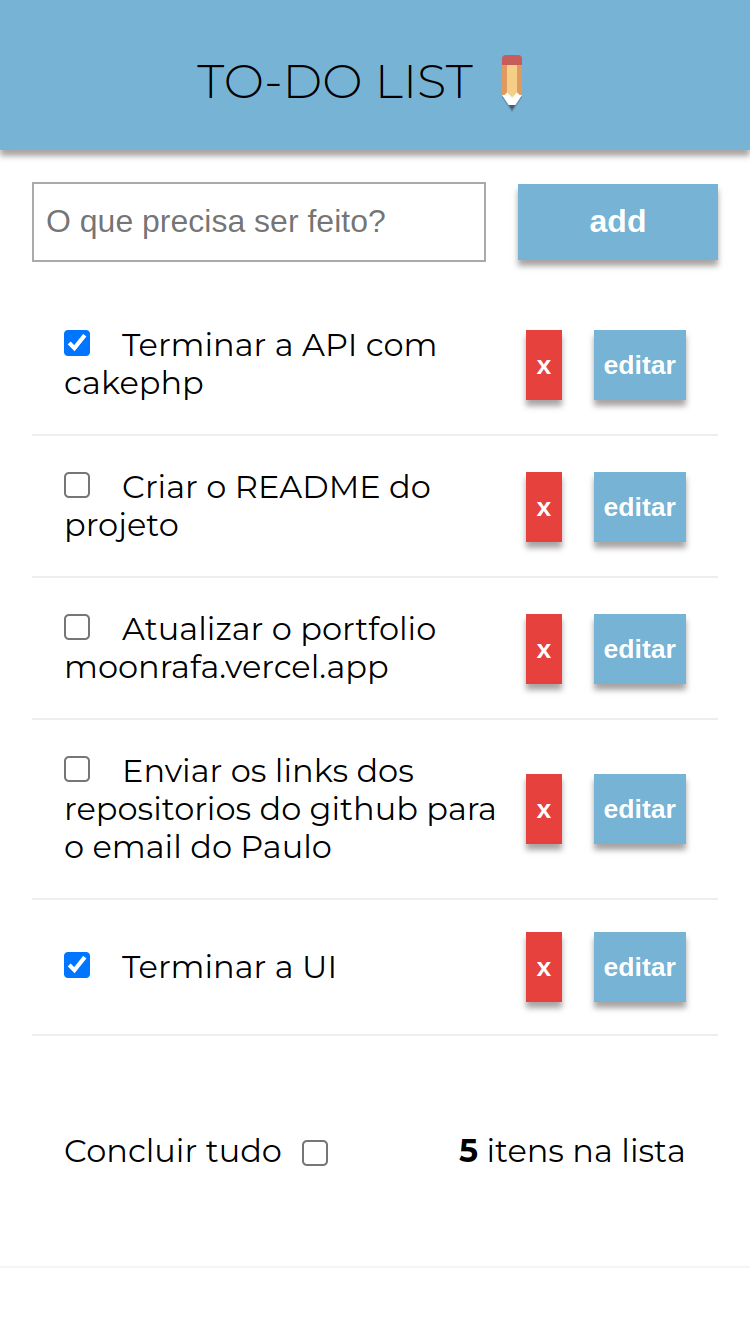 TO-DO LIST
O que precisa ser feito?
add
Terminar a API com
cakephp
x
editar
Criar o README do
projeto
x
editar
Atualizar o portfolio
moonrafa.vercel.app
x
editar
Enviar os links dos
repositorios do github para
o email do Paulo
x
editar
Terminar a UI
x
editar
Concluir tudo
5 itens na lista